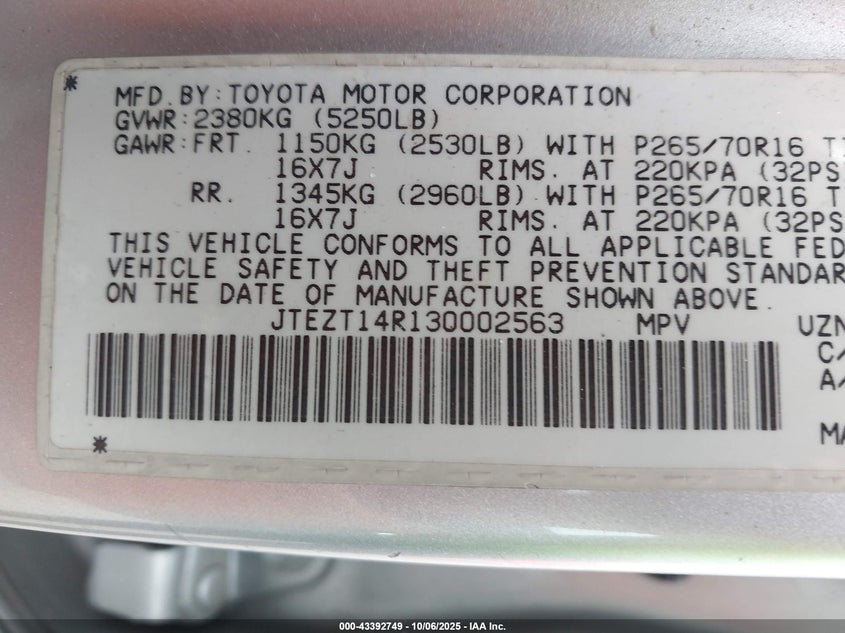 MFD. BY: TOYOTA MOTOR CORPORATION
GVWR: 2380KG (5250LB)
GAWR: FRT. 1150KG (2530LB) WITH P265/70R16 TI
16X7J RIMS. AT 220KPA (32PS
RR. 1345KG (2960LB) WITH P265/70R16 T
16X7J RIMS. AT 220KPA (32PS
THIS VEHICLE CONFORMS TO ALL APPLICABLE FED
VEHICLE SAFETY AND THEFT PREVENTION STANDAR
ON THE DATE OF MANUFACTURE SHOWN ABOVE.
JTEZT14R130002563 MPV UZN
C/
A/
MA
000-43392749 - 10/06/2025 - IAA Inc.